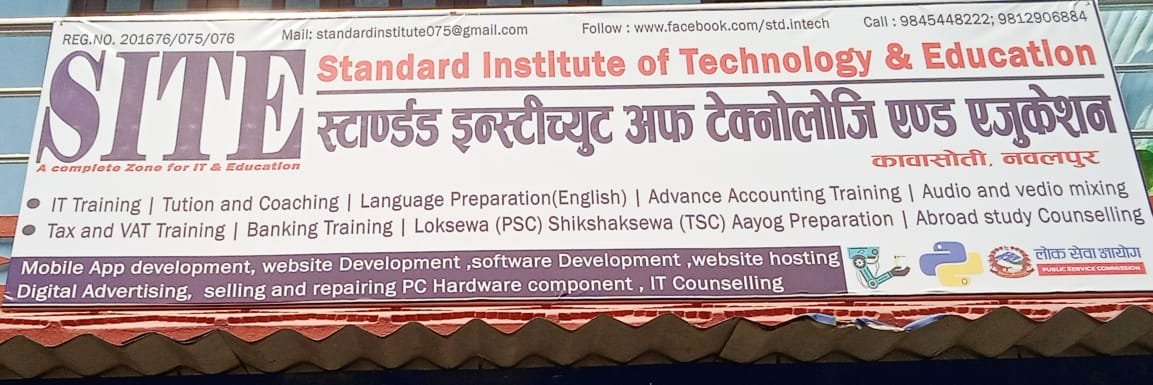 REG.NO. 201676/075/076 Mail: standardinstitute075@gmail.com Follow : www.facebook.com/std.intech Call : 9845448222; 9812906884
SITE
A complete Zone for IT & Education
Standard Institute of Technology & Education
स्टाण्र्डड इन्स्टीच्युट अफ टेक्नोलोजि एण्ड एजुकेशन
कावासोती, नवलपुर
● IT Training | Tution and Coaching | Language Preparation(English) | Advance Accounting Training | Audio and vedio mixing
● Tax and VAT Training | Banking Training | Loksewa (PSC) Shikshaksewa (TSC) Aayog Preparation | Abroad study Counselling
Mobile App development, website Development ,software Development ,website hosting
Digital Advertising, selling and repairing PC Hardware component , IT Counselling
लोक सेवा आयोग
PUBLIC SERVICE COMMISSION